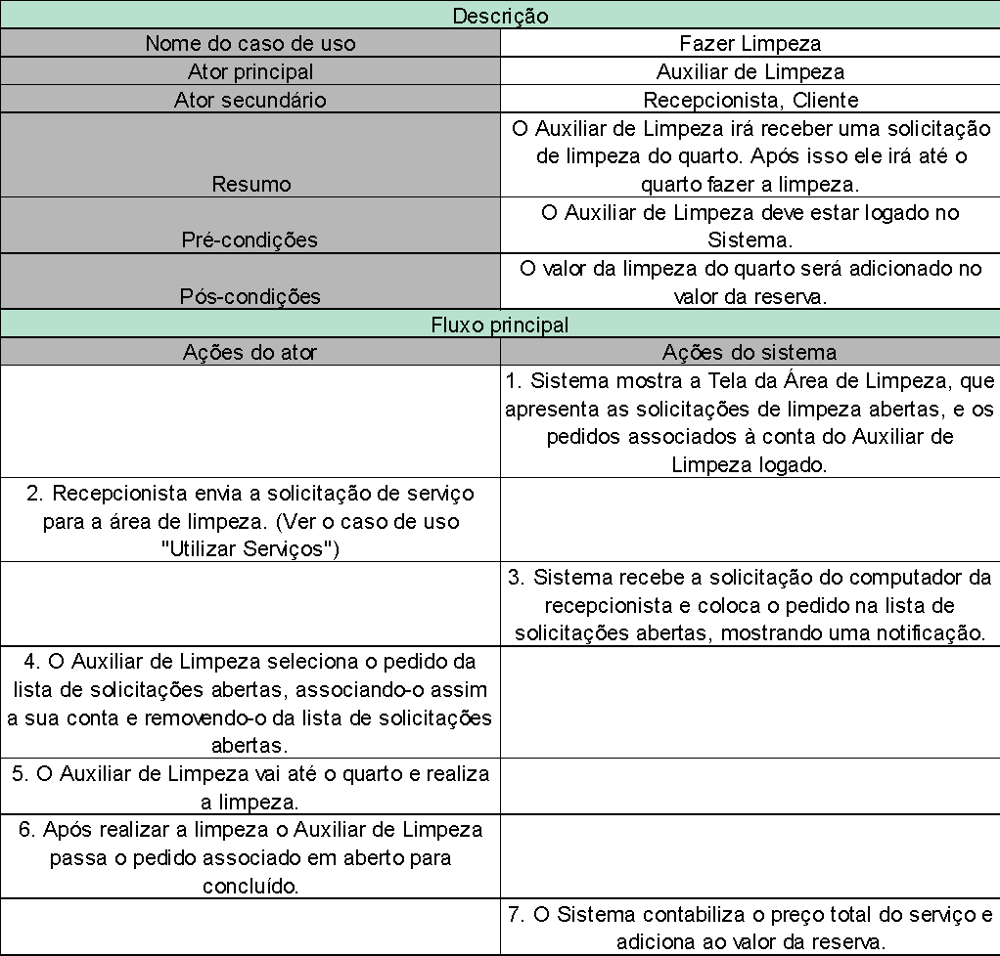 Descrição
Nome do caso de uso
Fazer Limpeza
Ator principal
Auxiliar de Limpeza
Ator secundário
Recepcionista, Cliente
Resumo
O Auxiliar de Limpeza irá receber uma solicitação
de limpeza do quarto. Após isso ele irá até o
quarto fazer a limpeza.
Pré-condições
O Auxiliar de Limpeza deve estar logado no
Sistema.
Pós-condições
O valor da limpeza do quarto será adicionado no
valor da reserva.
Fluxo principal
Ações do ator
Ações do sistema
1. Sistema mostra a Tela da Área de Limpeza, que
apresenta as solicitações de limpeza abertas, e os
pedidos associados à conta do Auxiliar de
Limpeza logado.
2. Recepcionista envia a solicitação de serviço
para a área de limpeza. (Ver o caso de uso
"Utilizar Serviços")
3. Sistema recebe a solicitação do computador da
recepcionista e coloca o pedido na lista de
solicitações abertas, mostrando uma notificação.
4. O Auxiliar de Limpeza seleciona o pedido da
lista de solicitações abertas, associando-o assim
a sua conta e removendo-o da lista de solicitações
abertas.
5. O Auxiliar de Limpeza vai até o quarto e realiza
a limpeza.
6. Após realizar a limpeza o Auxiliar de Limpeza
passa o pedido associado em aberto para
concluído.
7. O Sistema contabiliza o preço total do serviço e
adiciona ao valor da reserva.